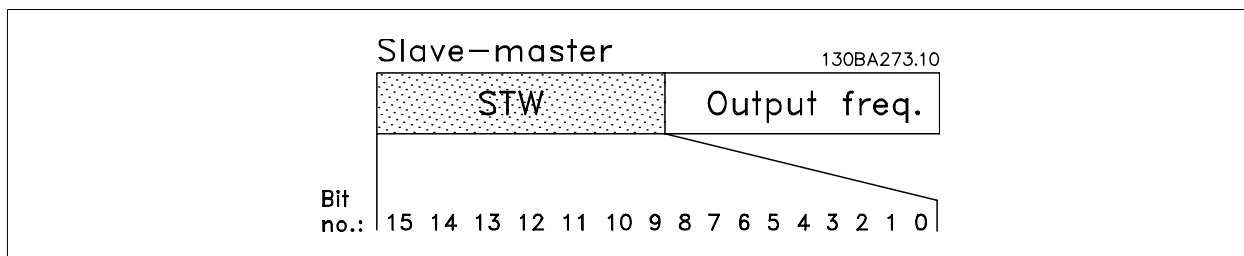 Slave-master
130BA273.10
STW
Output freq.
Bit
no.: 15 14 13 12 11 10 9 8 7 6 5 4 3 2 1 0